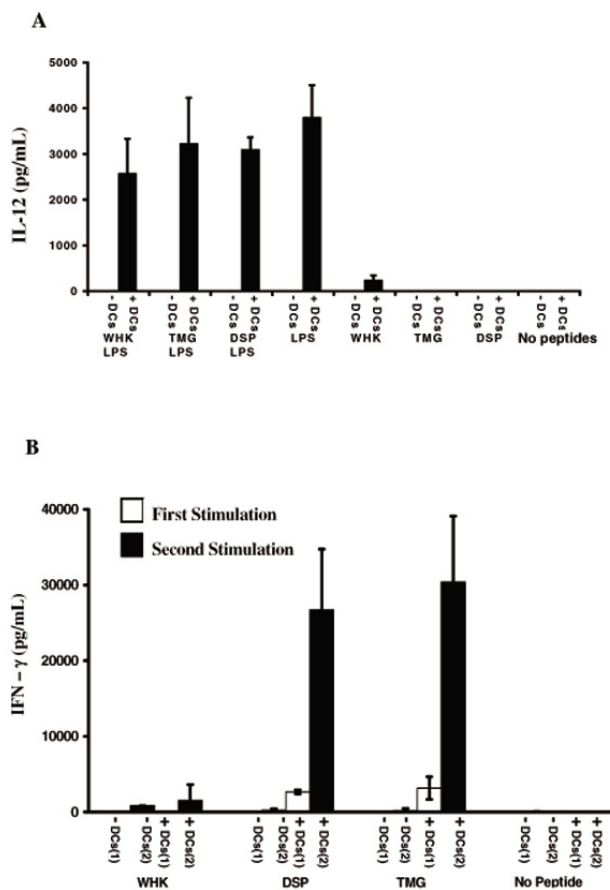 A
5000
4000
3000
2000
1000
0
IL-12 (pg/mL)
- DCs + DCs - DCs + DCs - DCs + DCs - DCs + DCs - DCs + DCs - DCs + DCs - DCs + DCs - DCs + DCs
WHK TMG DSP LPS WHK TMG DSP No peptides
LPS LPS LPS
B
First Stimulation
Second Stimulation
40000
30000
20000
10000
0
IFN – γ (pg/mL)
- DCs(1) - DCs(2) + DCs(1) + DCs(2) - DCs(1) - DCs(2) + DCs(1) + DCs(2) - DCs(1) - DCs(2) + DCs(1) + DCs(2) - DCs(1) - DCs(2) + DCs(1) + DCs(2)
WHK DSP TMG No Peptide